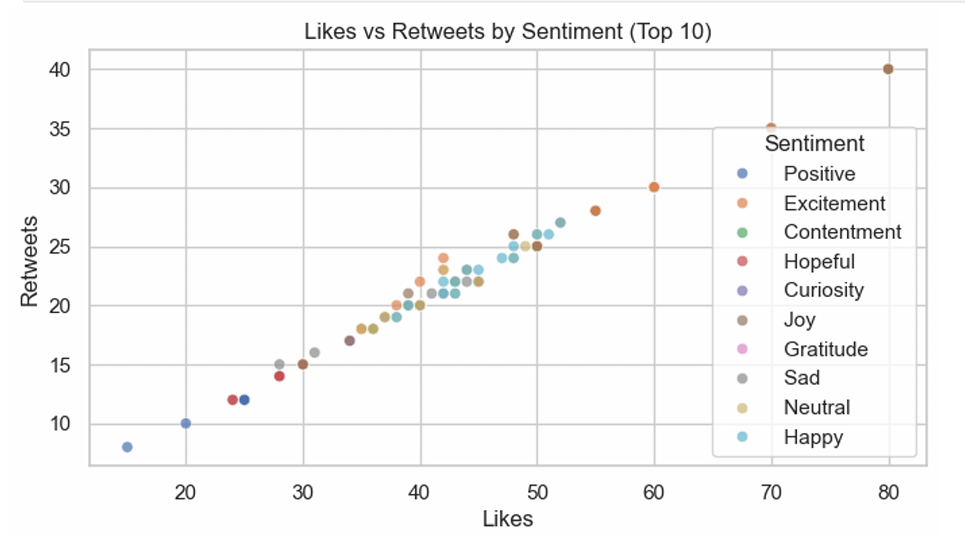 Likes vs Retweets by Sentiment (Top 10)
Retweets
40
35
30
25
20
15
10
Sentiment
Positive
Excitement
Contentment
Hopeful
Curiosity
Joy
Gratitude
Sad
Neutral
Happy
20 30 40 50 60 70 80
Likes